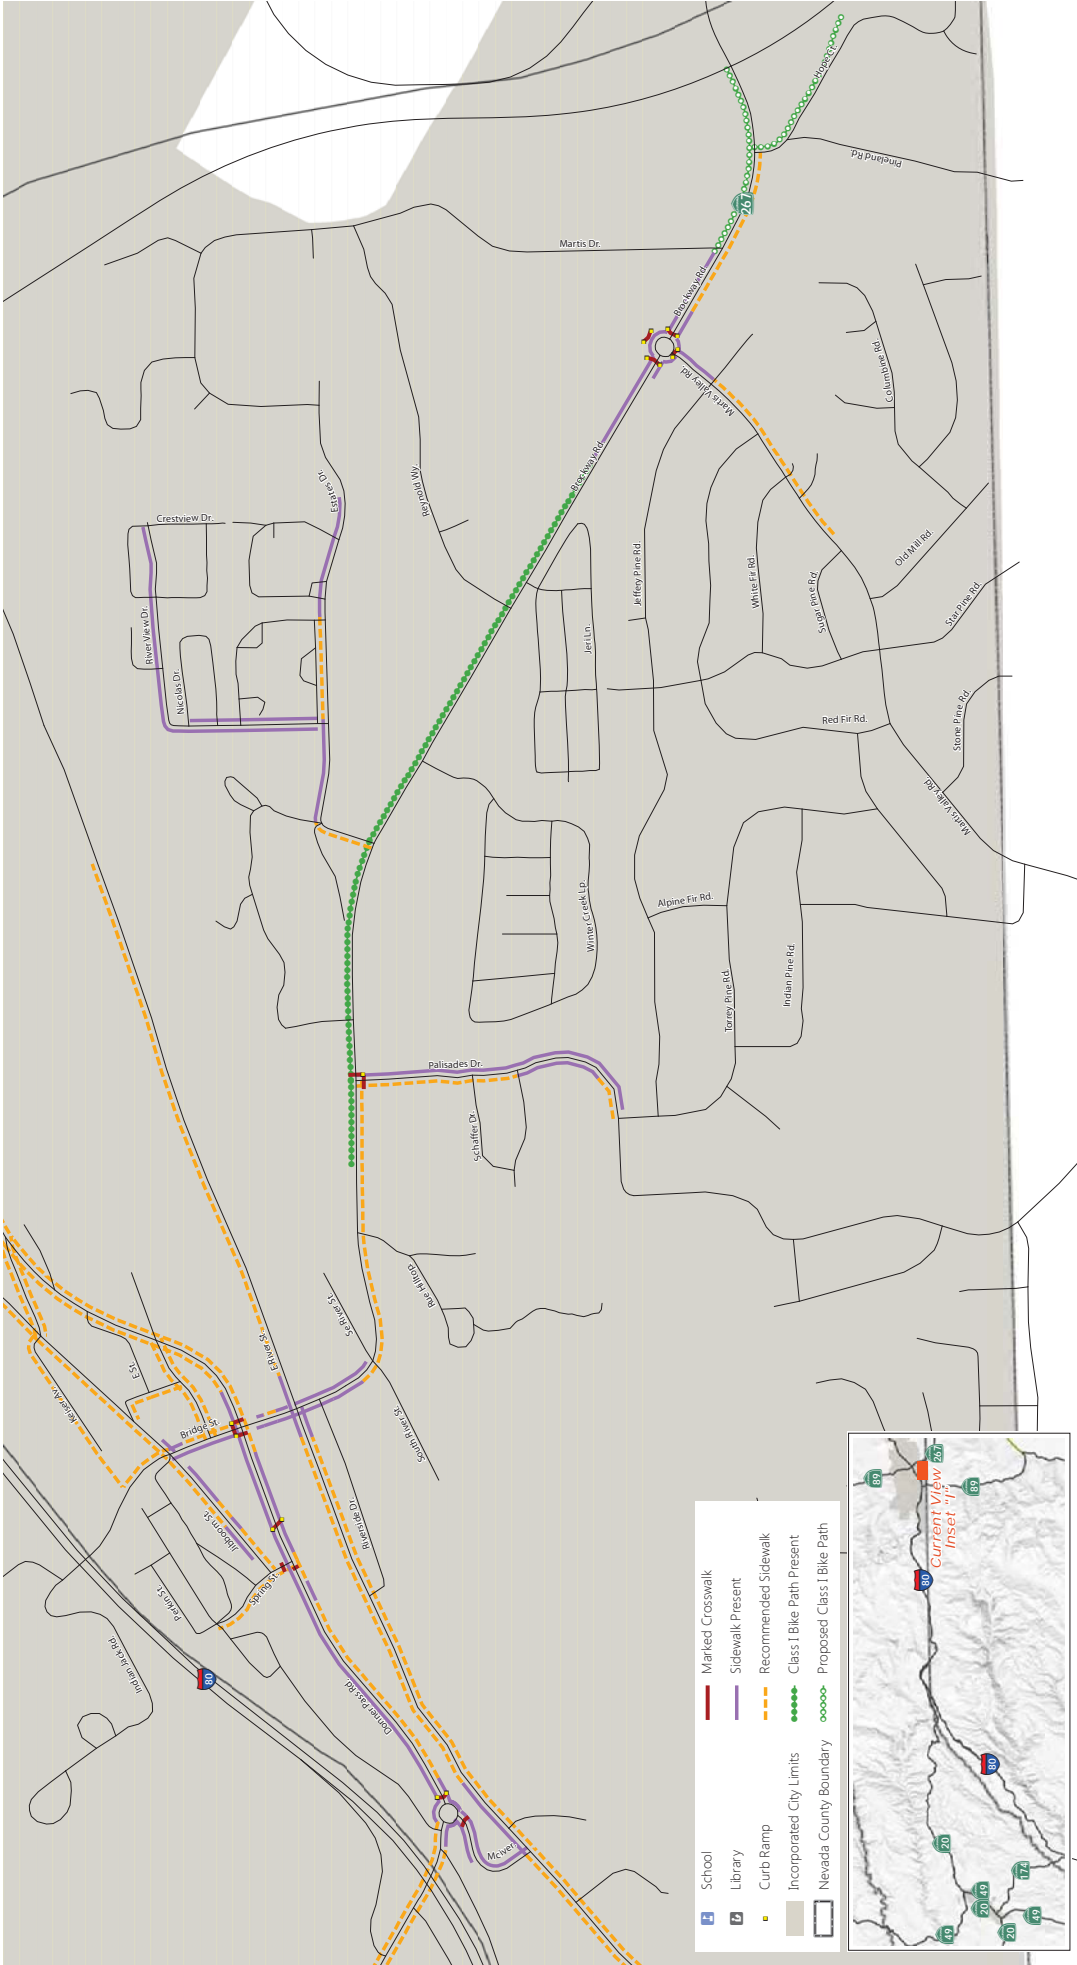 Hope Ct.
Pineland Rd.
267
Martis Dr.
Brockway Rd.
Martis Valley Rd.
Columbine Rd.
Brockway Rd.
Reynold Wy.
Estates Dr.
Crestview Dr.
River View Dr.
Nicolas Dr.
Jeffery Pine Rd.
Jeri Ln.
White Fir Rd.
Sugar Pine Rd.
Old Mill Rd.
Star Pine Rd.
Stone Pine Rd.
Red Fir Rd.
Martis Valley Rd.
Winter Creek Lp.
Alpine Fir Rd.
Torrey Pine Rd.
Indian Pine Rd.
Palisades Dr.
Schaffer Dr.
Rue Hilltop
Se River St.
E River St.
E St.
Keiser Av.
Bridge St.
South River St.
Riverside Dr.
Jibboom St.
Spring St.
Perkin St.
Indian Jack Rd.
80
Donner Pass Rd.
Mciver
School
Library
Curb Ramp
Incorporated City Limits
Nevada County Boundary
Marked Crosswalk
Sidewalk Present
Recommended Sidewalk
Class I Bike Path Present
Proposed Class I Bike Path
Current View
Inset "I"
89
267
89
80
80
20
49
20
174
49
20
49